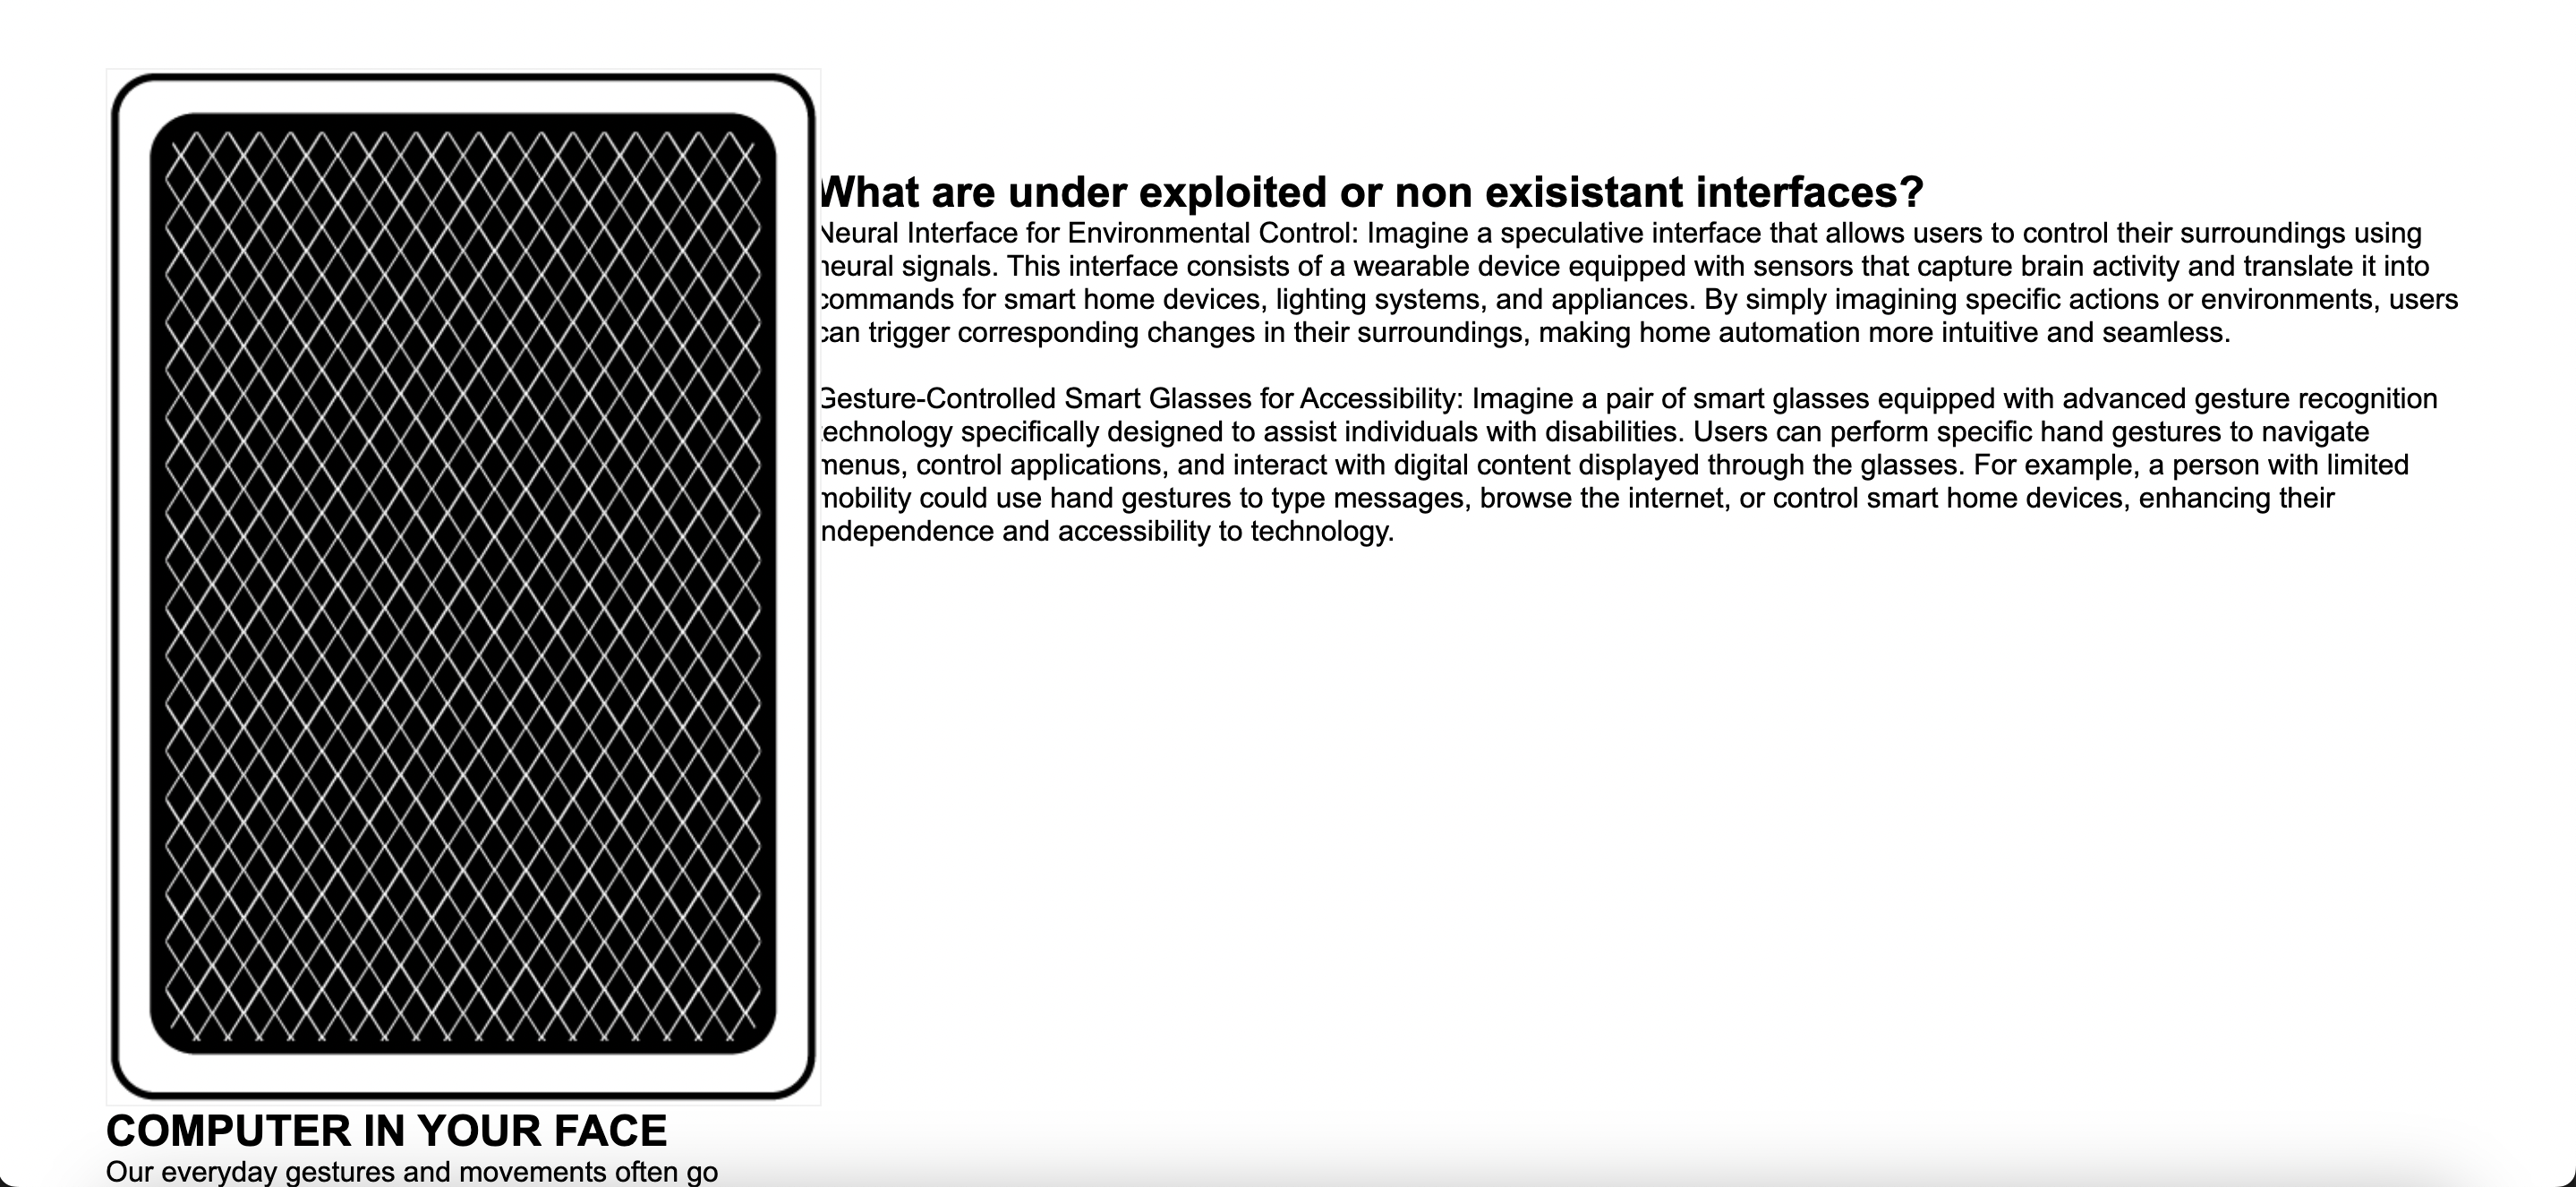 What are under exploited or non exisistant interfaces?
Neural Interface for Environmental Control: Imagine a speculative interface that allows users to control their surroundings using
neural signals. This interface consists of a wearable device equipped with sensors that capture brain activity and translate it into
commands for smart home devices, lighting systems, and appliances. By simply imagining specific actions or environments, users
can trigger corresponding changes in their surroundings, making home automation more intuitive and seamless.
Gesture-Controlled Smart Glasses for Accessibility: Imagine a pair of smart glasses equipped with advanced gesture recognition
technology specifically designed to assist individuals with disabilities. Users can perform specific hand gestures to navigate
menus, control applications, and interact with digital content displayed through the glasses. For example, a person with limited
mobility could use hand gestures to type messages, browse the internet, or control smart home devices, enhancing their
independence and accessibility to technology.
COMPUTER IN YOUR FACE
Our everyday gestures and movements often go